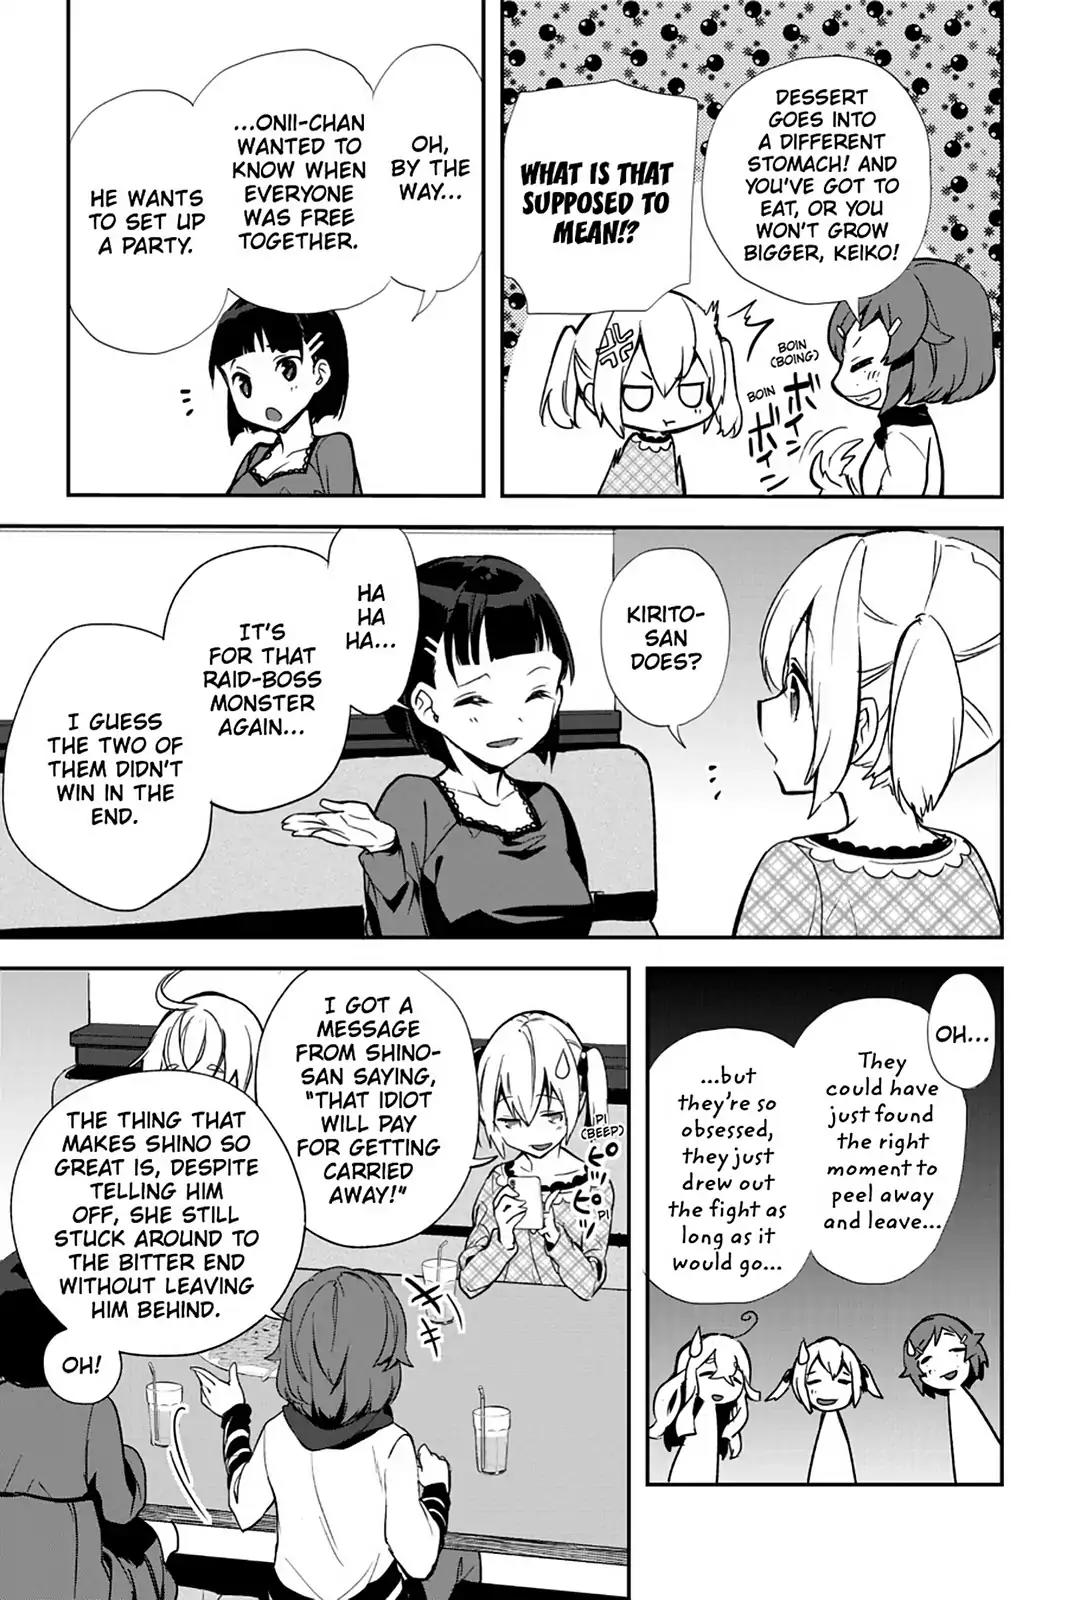 DESSERT
GOES INTO
A DIFFERENT
STOMACH! AND
YOU'VE GOT TO
EAT, OR YOU
WON'T GROW
BIGGER, KEIKO!
WHAT IS THAT
SUPPOSED TO
MEAN!?
BOIN
(BOING)
ボイン
BOIN
ボイン
OH,
BY THE
WAY...
...ONII-CHAN
WANTED TO
KNOW WHEN
EVERYONE
WAS FREE
TOGETHER.
HE WANTS
TO SET UP
A PARTY.
KIRITO-
SAN
DOES?
HA
HA
HA...
IT'S
FOR THAT
RAID-BOSS
MONSTER
AGAIN...
I GUESS
THE TWO OF
THEM DIDN'T
WIN IN THE
END.
OH...
They
could have
just found
the right
moment to
peel away
and leave...
...but
they're so
obsessed,
they just
drew out
the fight as
long as it
would go...
I GOT A
MESSAGE
FROM SHINO-
SAN SAYING,
"THAT IDIOT
WILL PAY
FOR GETTING
CARRIED
AWAY!"
PI
(BEEP)
ピッ
ピッ
PI
THE THING THAT
MAKES SHINO SO
GREAT IS, DESPITE
TELLING HIM
OFF, SHE STILL
STUCK AROUND TO
THE BITTER END
WITHOUT LEAVING
HIM BEHIND.
OH!